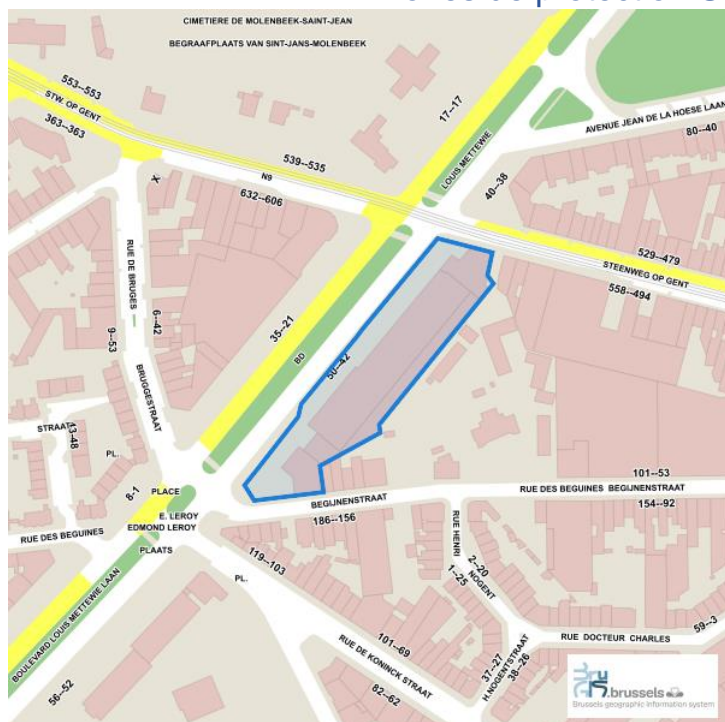 CIMETIERE DE MOLENBEEK-SAINT-JEAN
BEGRAAFPLAATS VAN SINT-JANS-MOLENBEEK
553--553
STW. OP GENT
363--363
17--17
LOUIS METTEWIE
AVENUE JEAN DE LA HOESE LAAN
80--40
539--535
N9
632--606
40--38
529--479
STEENWEG OP GENT
558--494
RUE DE BRUGES
6--42
9--53
BRUGGESTRAAT
35--21
BD
50--42
STRAAT
13-48
PL.
8-1
PLACE
E. LEROY
EDMOND LEROY
PLAATS
RUE DES BEGUINES
BEGIJNENSTRAAT
186--156
101--53
RUE DES BEGUINES BEGIJNENSTRAAT
154--92
RUE HENRI
NOGENT
2--20
1--25
119--103
PL.
BOULEVARD LOUIS METTEWIE LAAN
56--52
101--69
RUE DE KONINCK STRAAT
82--62
37--27
H.NOGENTSTRAAT
38--26
RUE DOCTEUR CHARLES
59--3
.brussels
Brussels geographic information system